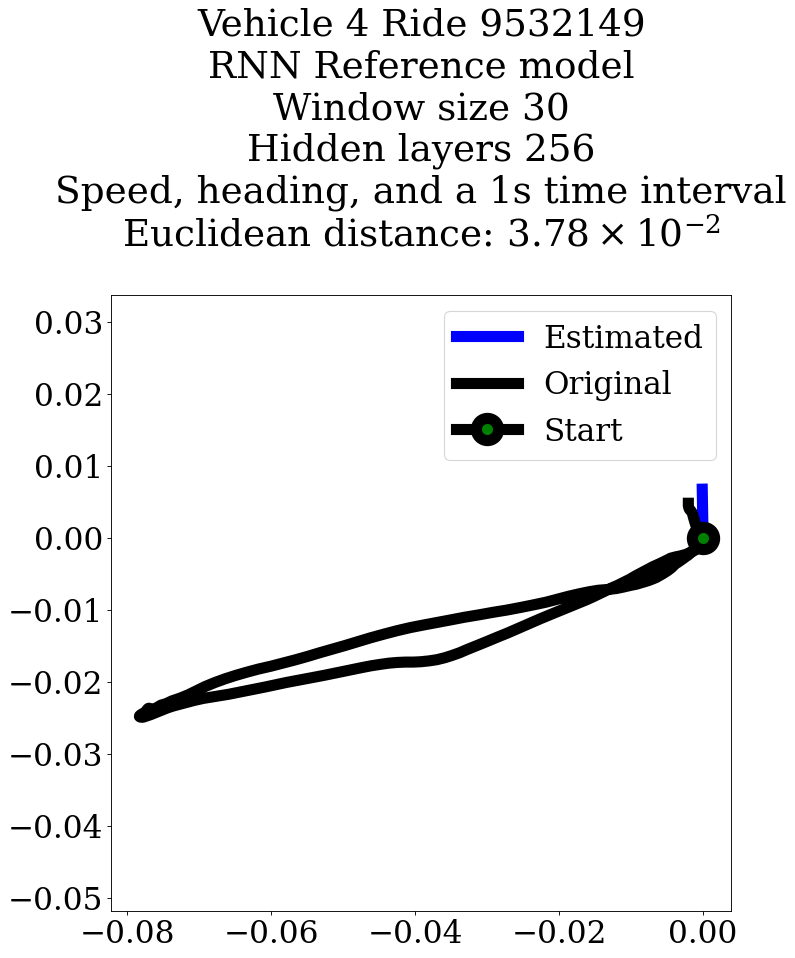 Vehicle 4 Ride 9532149
RNN Reference model
Window size 30
Hidden layers 256
Speed, heading, and a 1s time interval
Euclidean distance: 3.78 × 10⁻²
Estimated
Original
Start
0.03
0.02
0.01
0.00
−0.01
−0.02
−0.03
−0.04
−0.05
−0.08 −0.06 −0.04 −0.02 0.00